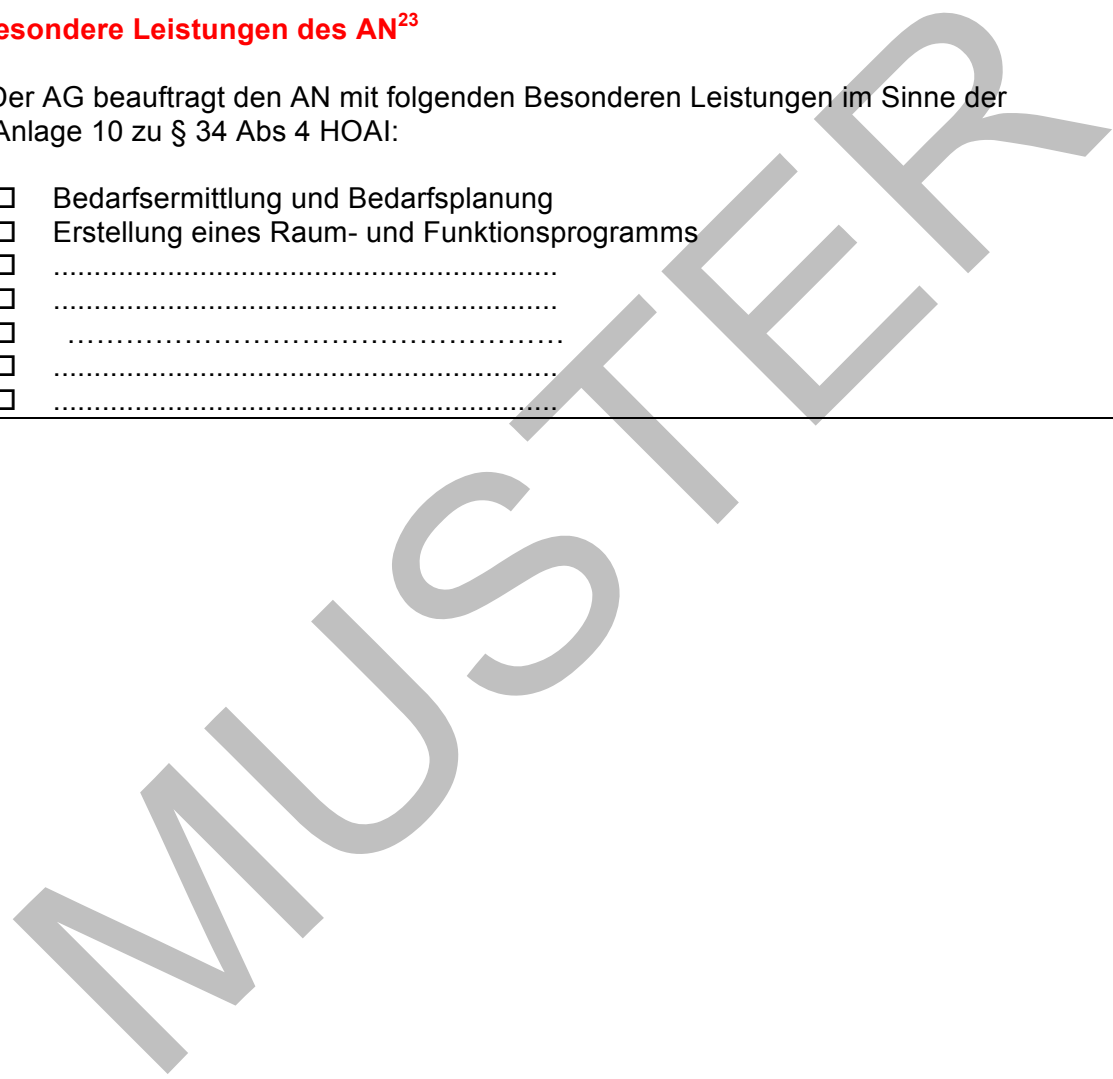 esondere Leistungen des AN23
Der AG beauftragt den AN mit folgenden Besonderen Leistungen im Sinne der
Anlage 10 zu § 34 Abs 4 HOAI:
☐ Bedarfsermittlung und Bedarfsplanung
☐ Erstellung eines Raum- und Funktionsprogramms
☐ ..............................................................
☐ ..............................................................
☐ ……………………………………………
☐ ..............................................................
☐ ..............................................................
MUSTER